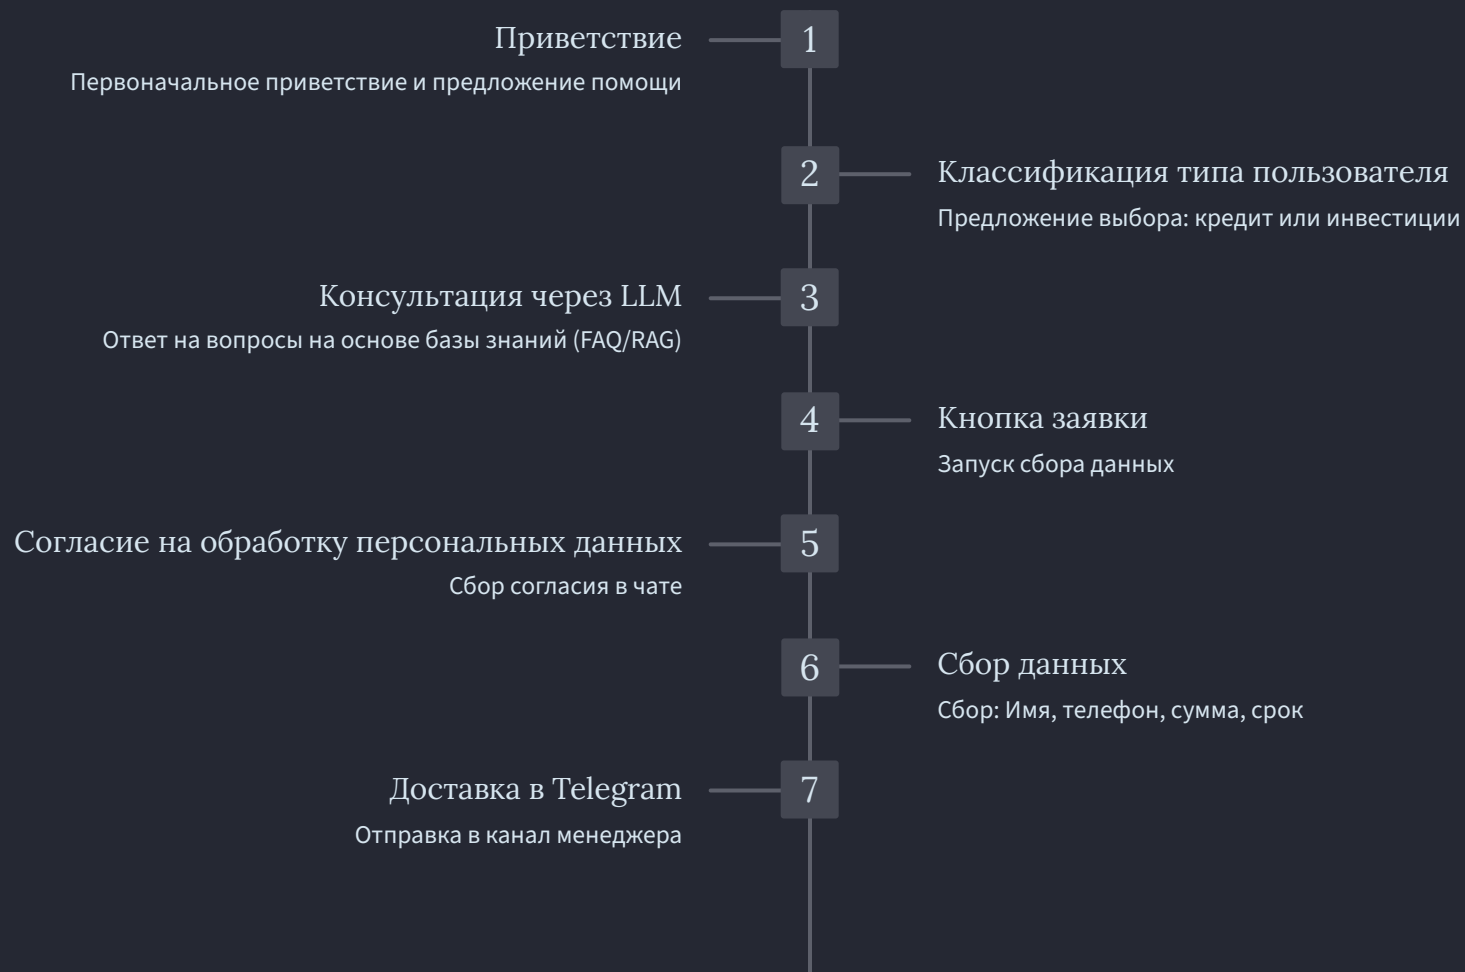 Приветствие
1
Первоначальное приветствие и предложение помощи
2
Классификация типа пользователя
Предложение выбора: кредит или инвестиции
Консультация через LLM
3
Ответ на вопросы на основе базы знаний (FAQ/RAG)
4
Кнопка заявки
Запуск сбора данных
Согласие на обработку персональных данных
5
Сбор согласия в чате
6
Сбор данных
Сбор: Имя, телефон, сумма, срок
Доставка в Telegram
7
Отправка в канал менеджера